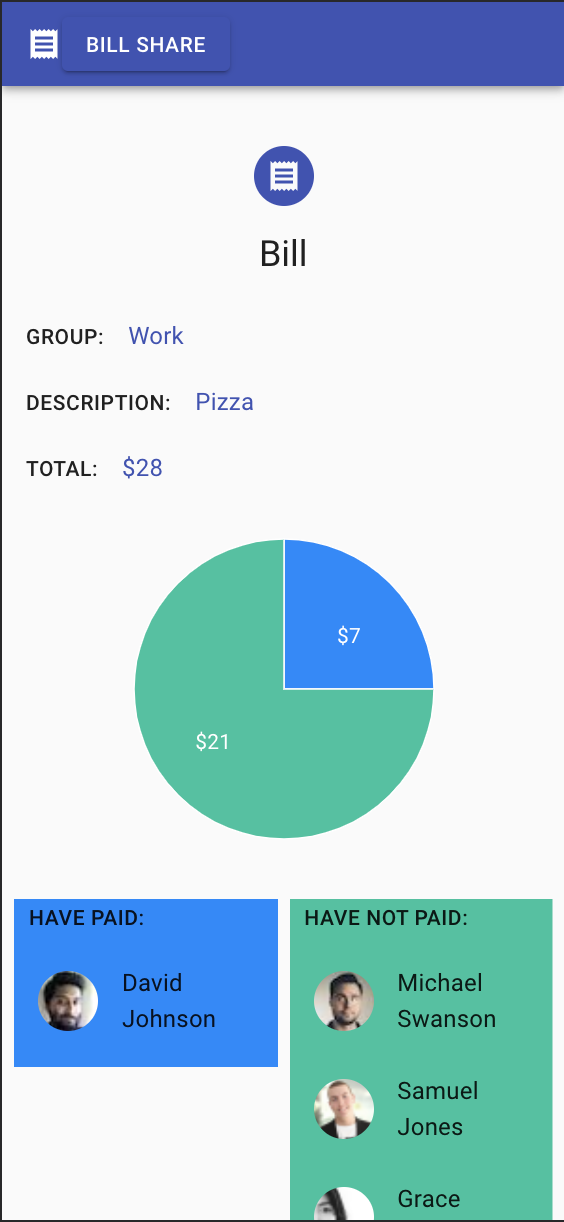 BILL SHARE
Bill
GROUP: Work
DESCRIPTION: Pizza
TOTAL: $28
$7
$21
HAVE PAID:
David
Johnson
HAVE NOT PAID:
Michael
Swanson
Samuel
Jones
Grace